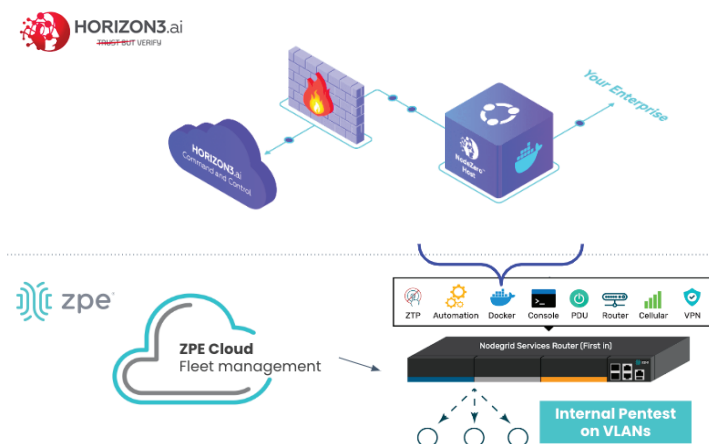 HORIZON3.ai
TRUST BUT VERIFY
Your Enterprise
HORIZON3.ai
Command and Control
NodeZero™
Host
zpe
ZPE Cloud
Fleet management
ZTP Automation Docker Console PDU Router Cellular VPN
Nodegrid Services Router (First in)
Internal Pentest
on VLANs